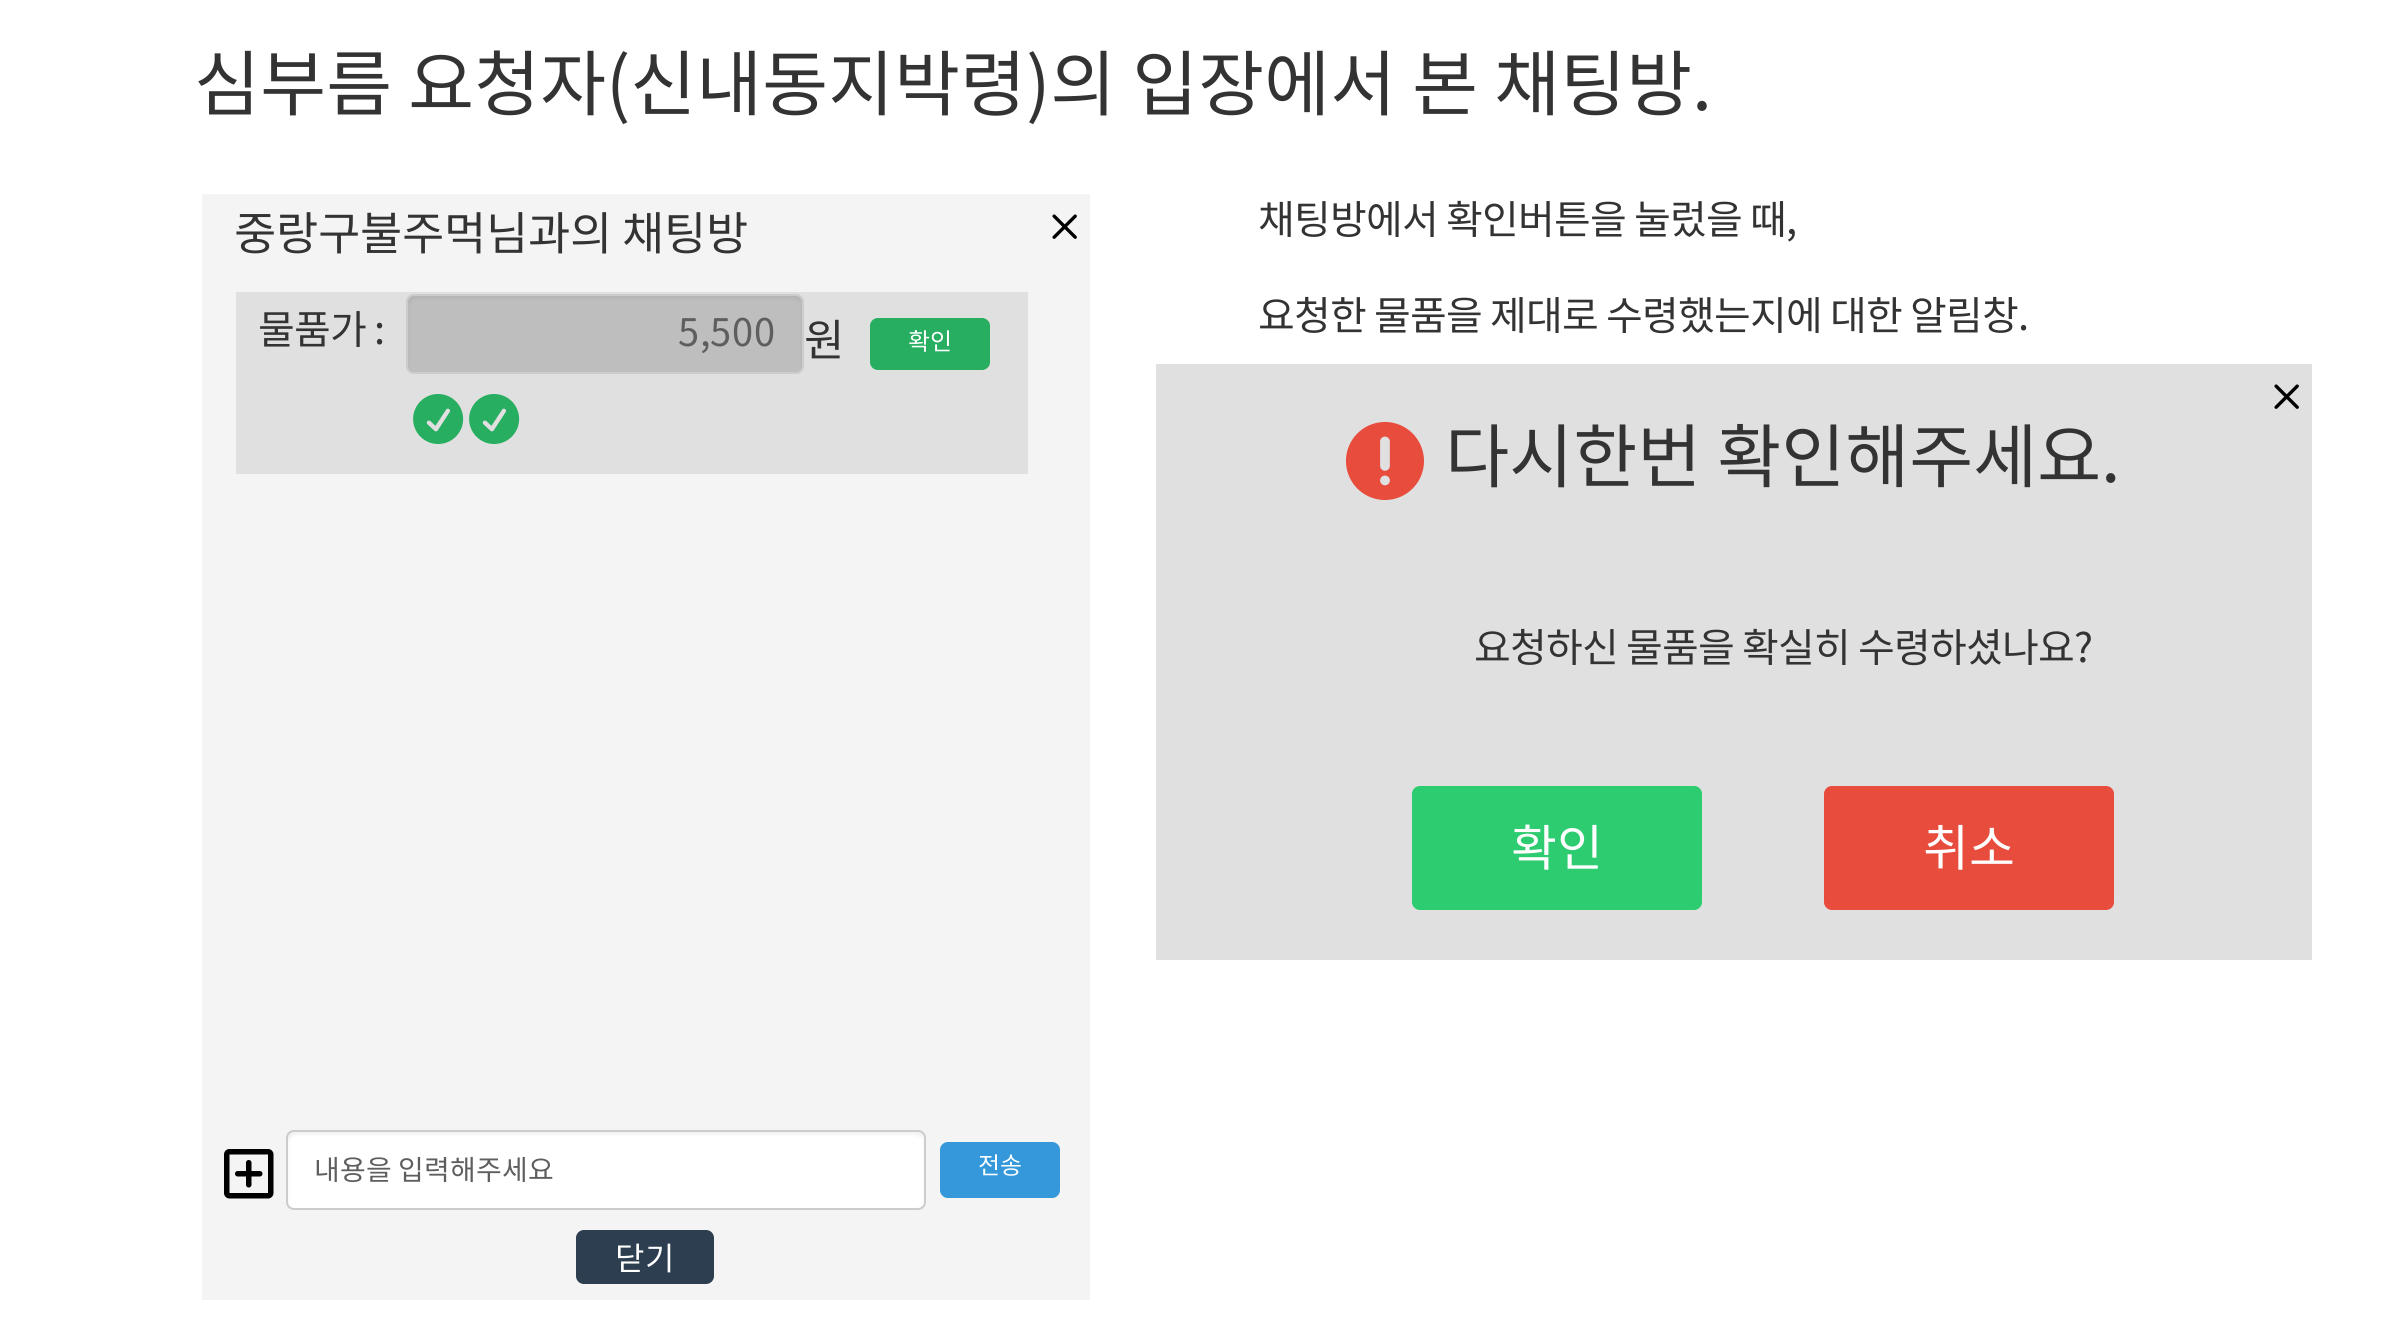 심부름 요청자(신내동지박령)의 입장에서 본 채팅방.
중랑구불주먹님과의 채팅방
물품가 :
5,500
원
확인
내용을 입력해주세요
전송
닫기
채팅방에서 확인버튼을 눌렀을 때,
요청한 물품을 제대로 수령했는지에 대한 알림창.
다시한번 확인해주세요.
요청하신 물품을 확실히 수령하셨나요?
확인
취소